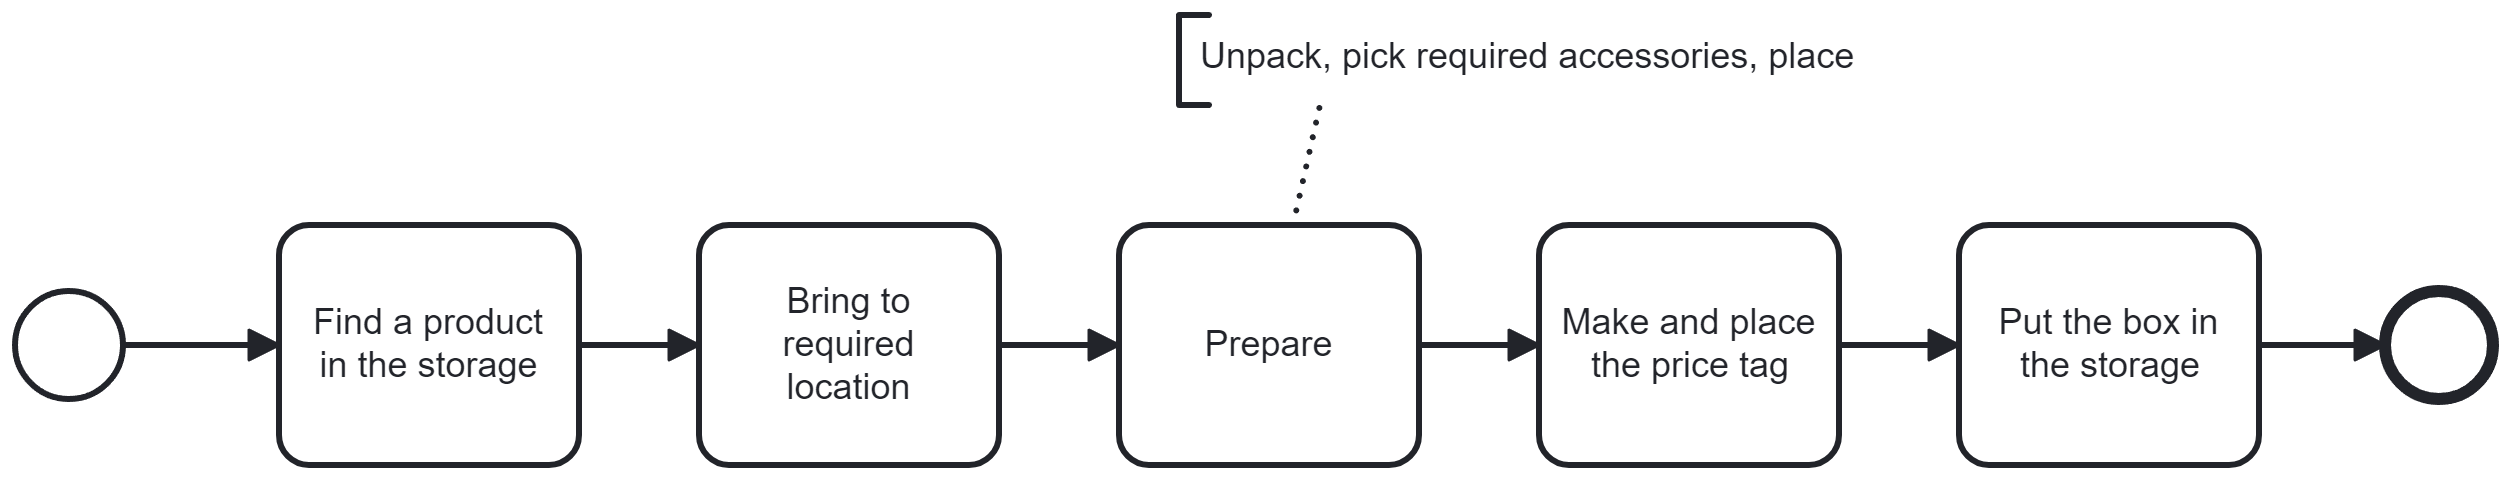 Unpack, pick required accessories, place
Find a product
in the storage
Bring to
required
location
Prepare
Make and place
the price tag
Put the box in
the storage